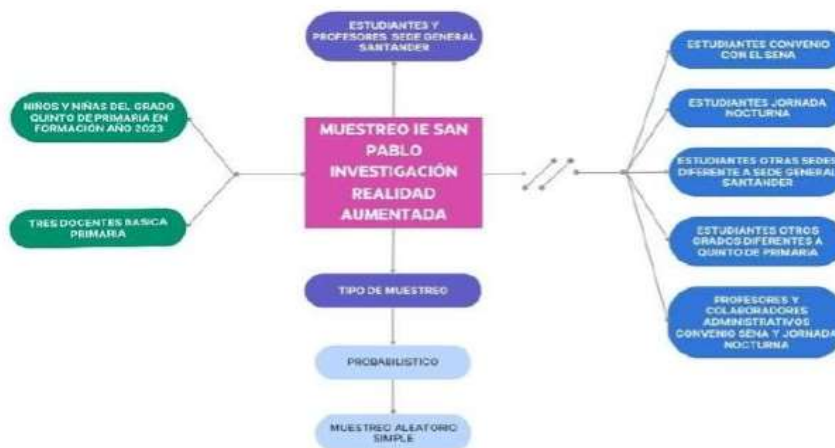 ESTUDIANTES Y
PROFESORES SEDE GENERAL
SANTANDER
NIÑOS Y NIÑAS DEL GRADO
QUINTO DE PRIMARIA EN
FORMACIÓN AÑO 2023
TRES DOCENTES BASICA
PRIMARIA
MUESTREO IE SAN
PABLO
INVESTIGACIÓN
REALIDAD
AUMENTADA
TIPO DE MUESTREO
PROBABILISTICO
MUESTREO ALEATORIO
SIMPLE
ESTUDIANTES CONVENIO
CON EL SENA
ESTUDIANTES JORNADA
NOCTURNA
ESTUDIANTES OTRAS SEDES
DIFERENTE A SEDE GENERAL
SANTANDER
ESTUDIANTES OTROS
GRADOS DIFERENTES A
QUINTO DE PRIMARIA
PROFESORES Y
COLABORADORES
ADMINISTRATIVOS
CONVENIO SENA Y JORNADA
NOCTURNA